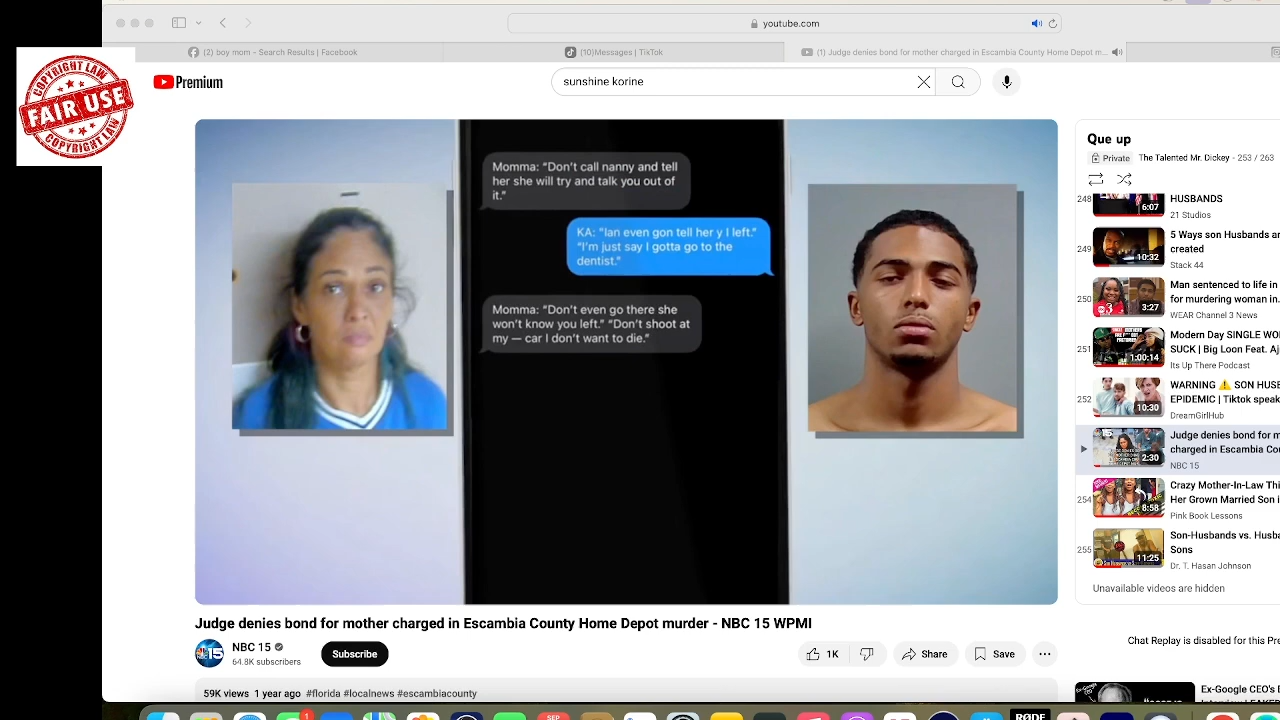 youtube.com
(2) boy mom - Search Results | Facebook
(10)Messages | TikTok
(1) Judge denies bond for mother charged in Escambia County Home Depot m...
COPYRIGHT LAW
FAIR USE
COPYRIGHT LAW
Premium
sunshine korine
Momma: “Don’t call nanny and tell
her she will try and talk you out of
it.”
KA: “Ian even gon tell her y I left.”
“I’m just say I gotta go to the
dentist.”
Momma: “Don’t even go there she
won’t know you left.” “Don’t shoot at
my — car I don’t want to die.”
Judge denies bond for mother charged in Escambia County Home Depot murder - NBC 15 WPMI
15
NBC 15
64.8K subscribers
Subscribe
1K
Share
Save
59K views 1 year ago #florida #localnews #escambiacounty
Que up
Private The Talented Mr. Dickey - 253 / 263
248
6:07
HUSBANDS
21 Studios
249
10:32
5 Ways son Husbands ar
created
Stack 44
250
3:27
Man sentenced to life in
for murdering woman in
WEAR Channel 3 News
251
1:00:14
Modern Day SINGLE WO
SUCK | Big Loon Feat. Aj
Its Up There Podcast
252
10:30
WARNING ⚠️ SON HUSB
EPIDEMIC | Tiktok speak
DreamGirlHub
2:30
Judge denies bond for m
charged in Escambia Cou
NBC 15
254
8:58
Crazy Mother-In-Law Thi
Her Grown Married Son i
Pink Book Lessons
255
11:25
Son-Husbands vs. Husba
Sons
Dr. T. Hasan Johnson
Unavailable videos are hidden
Chat Replay is disabled for this Pre
Ex-Google CEO's
SEP
1
RØDE